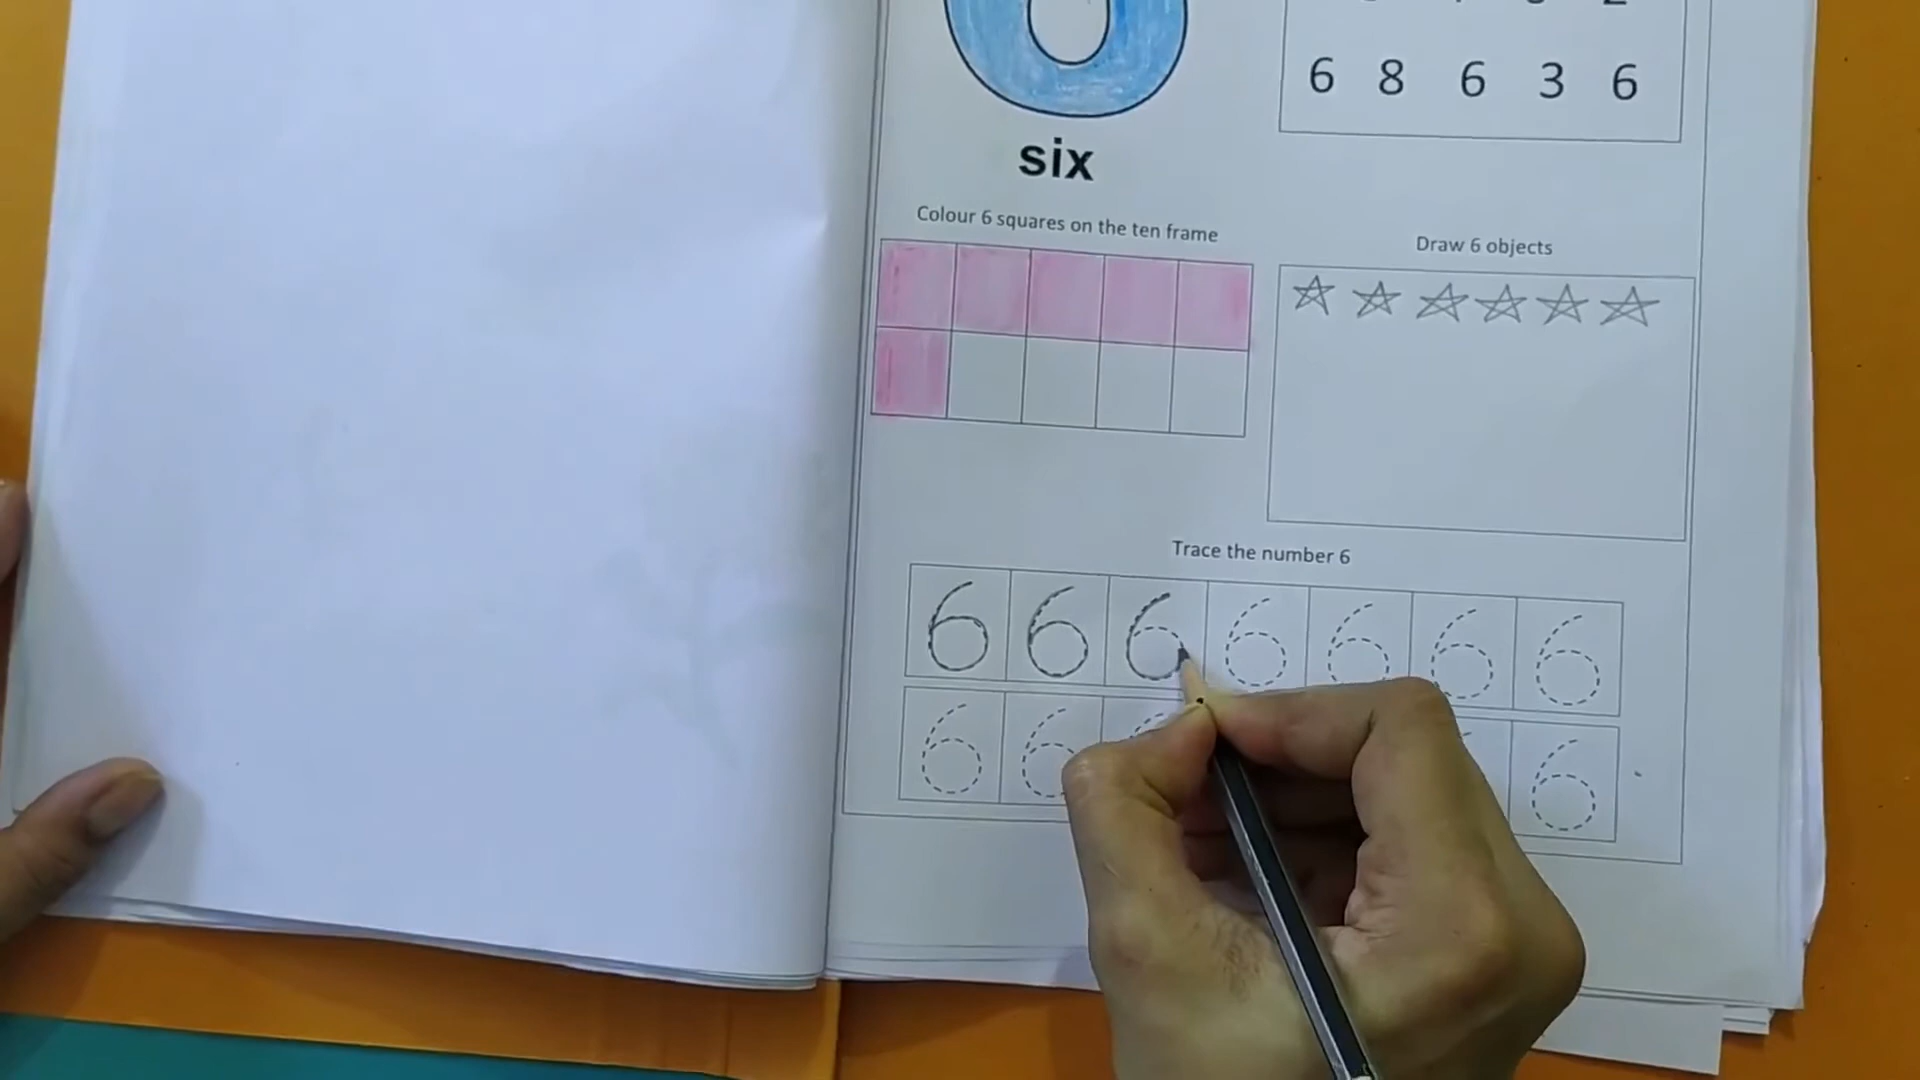 6 8 6 3 6
six
Colour 6 squares on the ten frame
Draw 6 objects
Trace the number 6
6 6 6 6 6 6 6
6 6 6 6